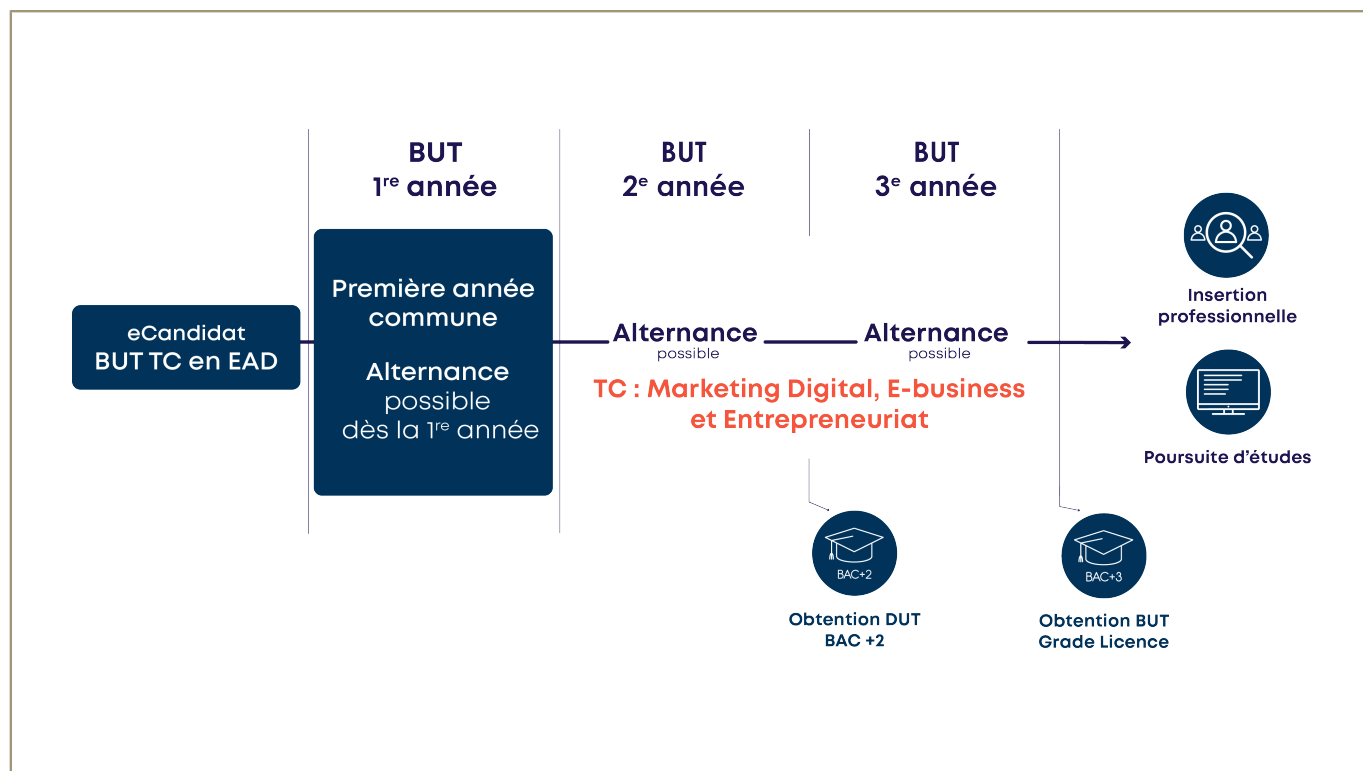 BUT
1re année
BUT
2e année
BUT
3e année
eCandidat
BUT TC en EAD
Première année
commune
Alternance
possible
dès la 1re année
Alternance
possible
Alternance
possible
TC : Marketing Digital, E-business
et Entrepreneuriat
Insertion
professionnelle
Poursuite d'études
BAC+2
Obtention DUT
BAC +2
BAC+3
Obtention BUT
Grade Licence